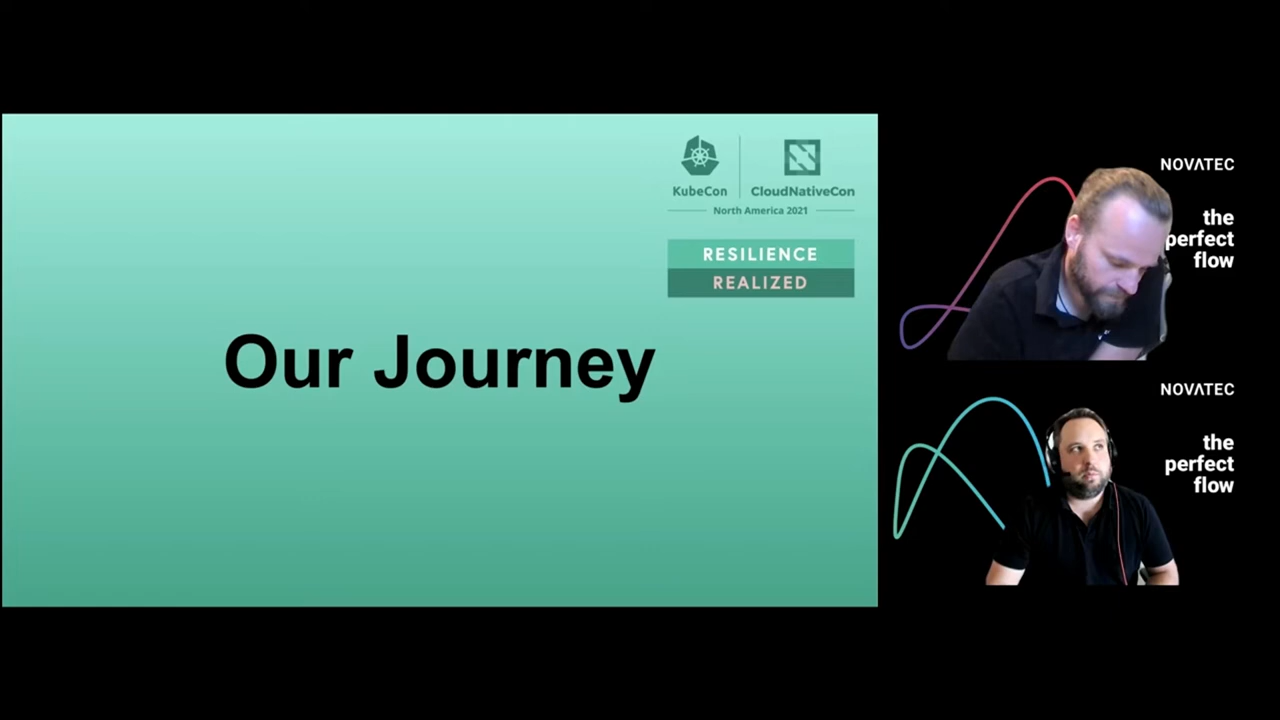 KubeCon
CloudNativeCon
North America 2021
RESILIENCE
REALIZED
Our Journey
NOVATEC
the
perfect
flow
NOVATEC
the
perfect
flow